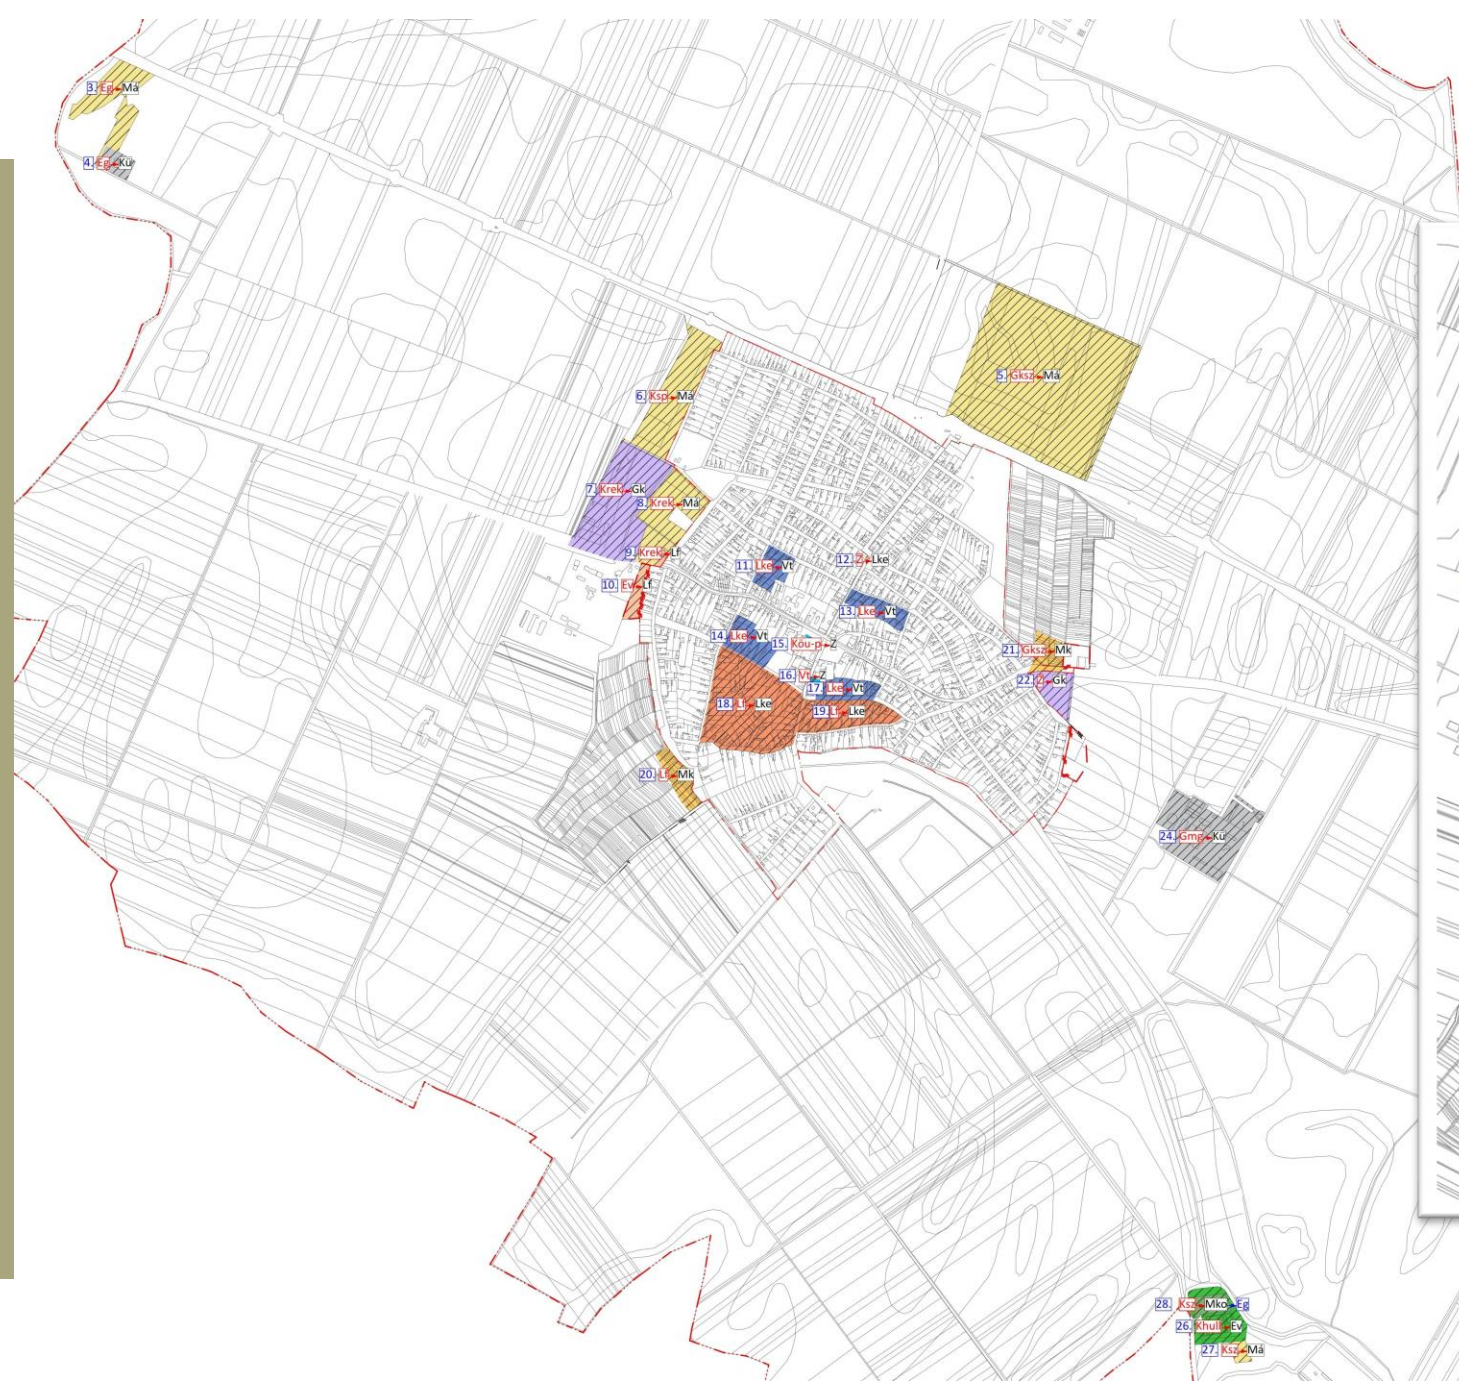 3. Eg Má
4. Eg Kü
5. Gksz Má
6. Ksp Má
7. Krek Gk
8. Krek Má
9. Krek Lf
10. Ev Lf
11. Lke Vt
12. Z Lke
13. Lke Vt
14. Lke Vt
15. Köu-p Z
16. Vt Z
17. Lke Vt
18. Lf Lke
19. Lf Lke
20. Lf Mk
21. Gksz Mk
22. Z Gk
24. Gmg Kü
28. Ksz Mko Eg
26. Khull Ev
27. Ksz Má